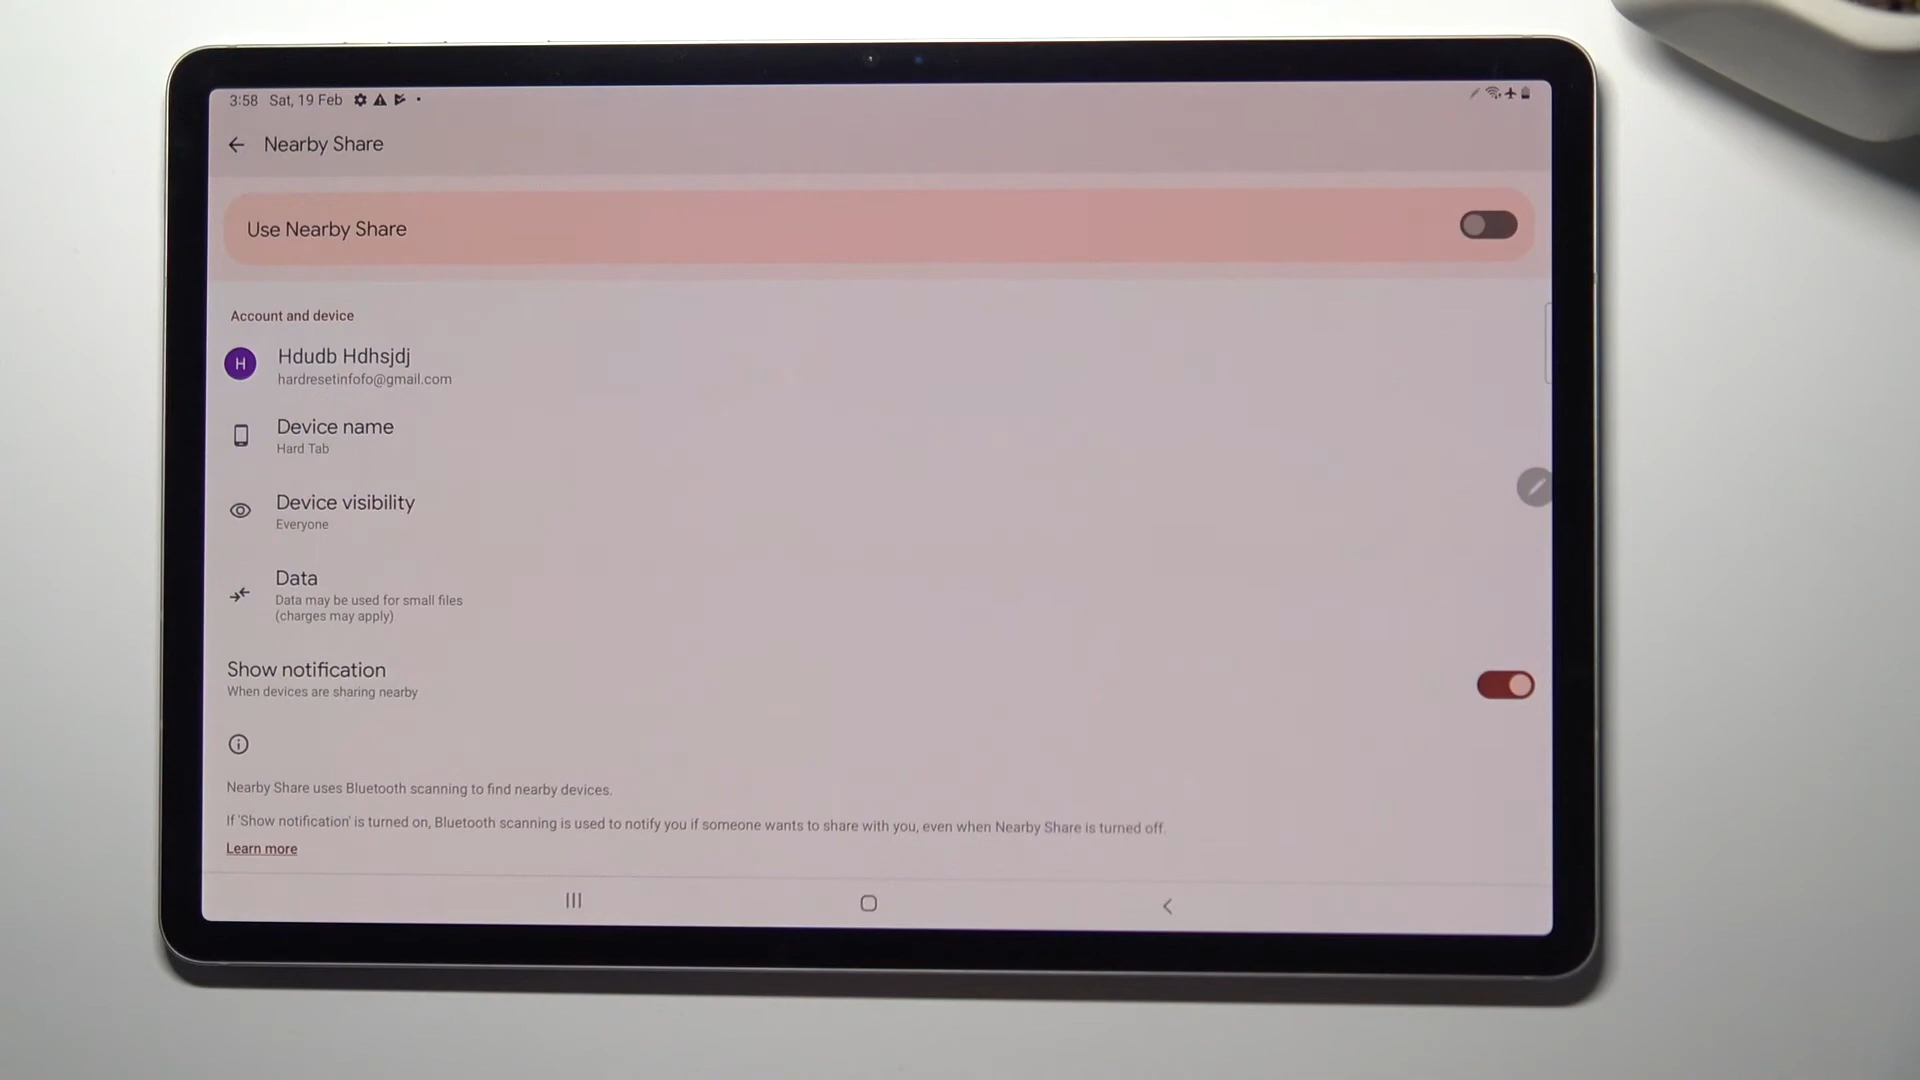 3:58 Sat, 19 Feb
Nearby Share
Use Nearby Share
Account and device
H
Hdudb Hdhsjdj
hardresetinfofo@gmail.com
Device name
Hard Tab
Device visibility
Everyone
Data
Data may be used for small files
(charges may apply)
Show notification
When devices are sharing nearby
Nearby Share uses Bluetooth scanning to find nearby devices.
If 'Show notification' is turned on, Bluetooth scanning is used to notify you if someone wants to share with you, even when Nearby Share is turned off.
Learn more